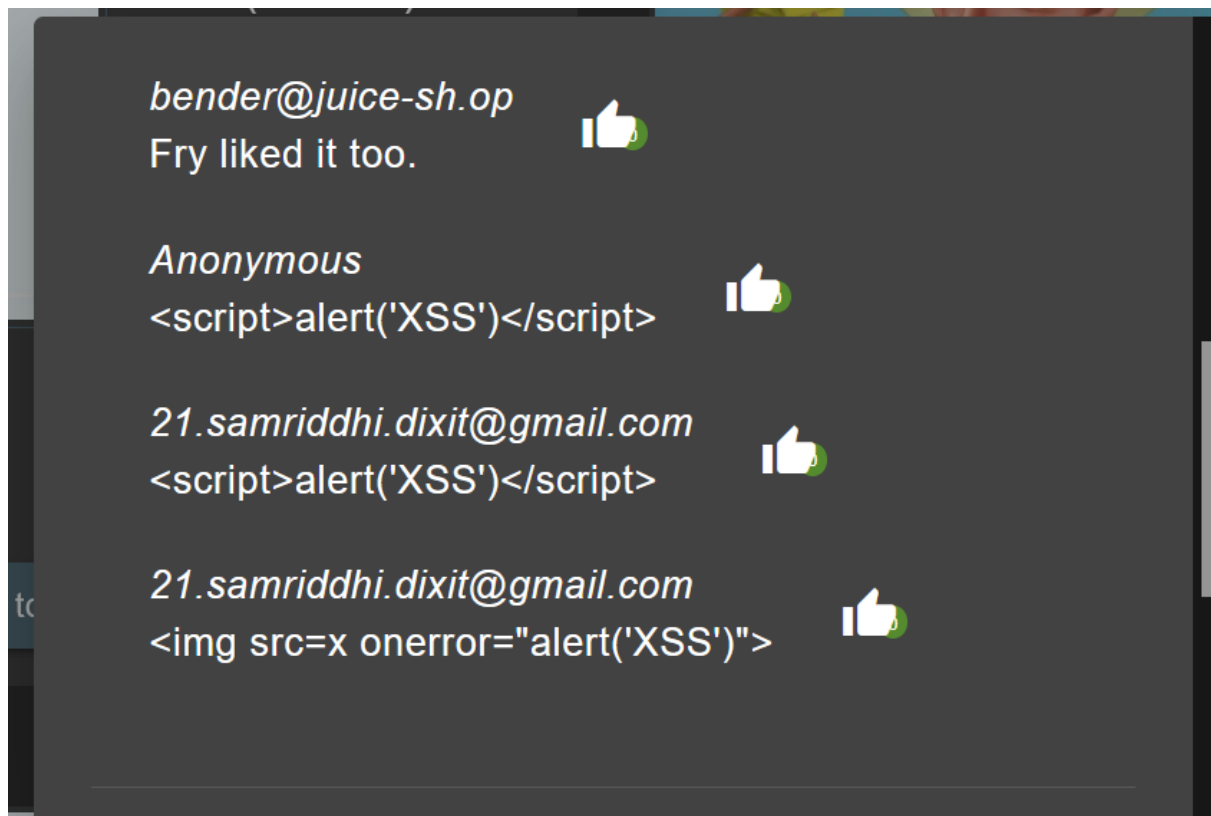 bender@juice-sh.op
Fry liked it too.
Anonymous
<script>alert('XSS')</script>
21.samriddhi.dixit@gmail.com
<script>alert('XSS')</script>
21.samriddhi.dixit@gmail.com
<img src=x onerror="alert('XSS')">